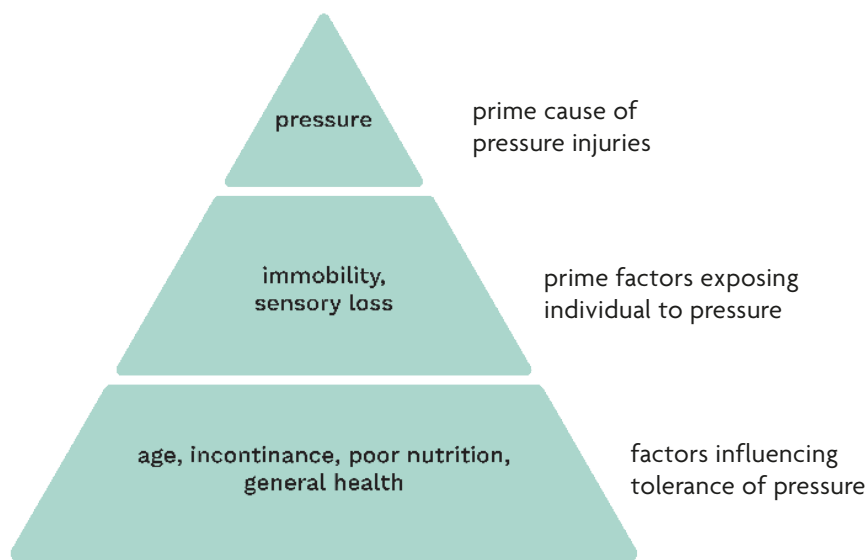 pressure
prime cause of
pressure injuries
immobility,
sensory loss
prime factors exposing
individual to pressure
age, incontinance, poor nutrition,
general health
factors influencing
tolerance of pressure